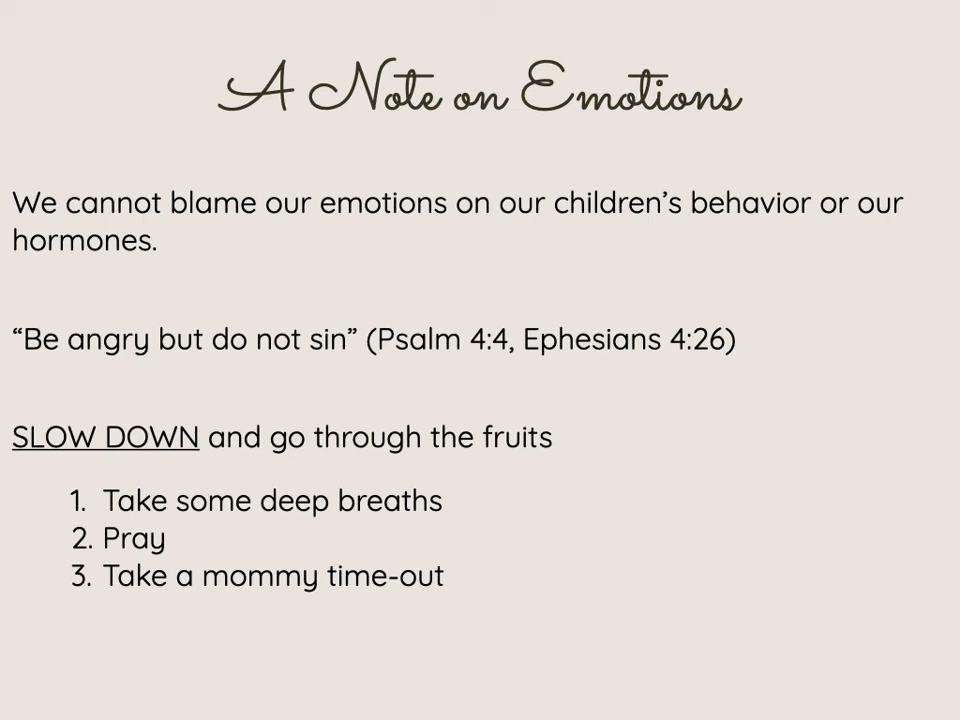 A Note on Emotions
We cannot blame our emotions on our children’s behavior or our
hormones.
“Be angry but do not sin” (Psalm 4:4, Ephesians 4:26)
SLOW DOWN and go through the fruits
1. Take some deep breaths
2. Pray
3. Take a mommy time-out